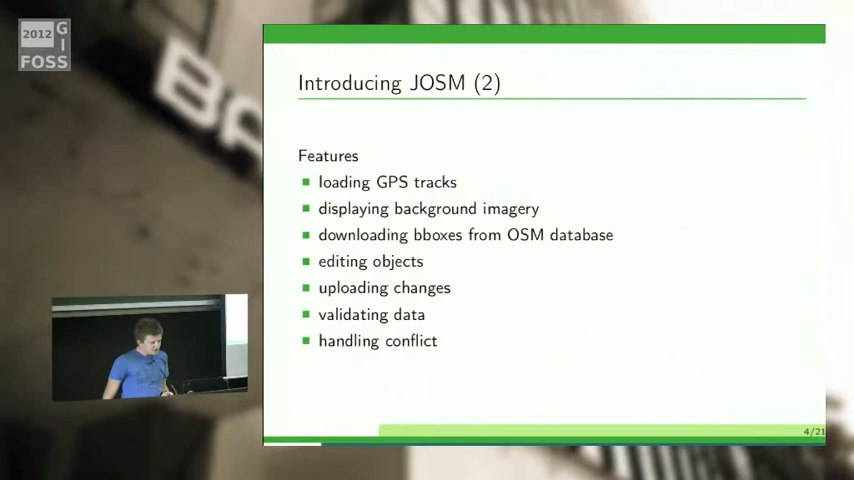 2012
G
I
FOSS
BA
Introducing JOSM (2)
Features
loading GPS tracks
displaying background imagery
downloading bboxes from OSM database
editing objects
uploading changes
validating data
handling conflict
4/21